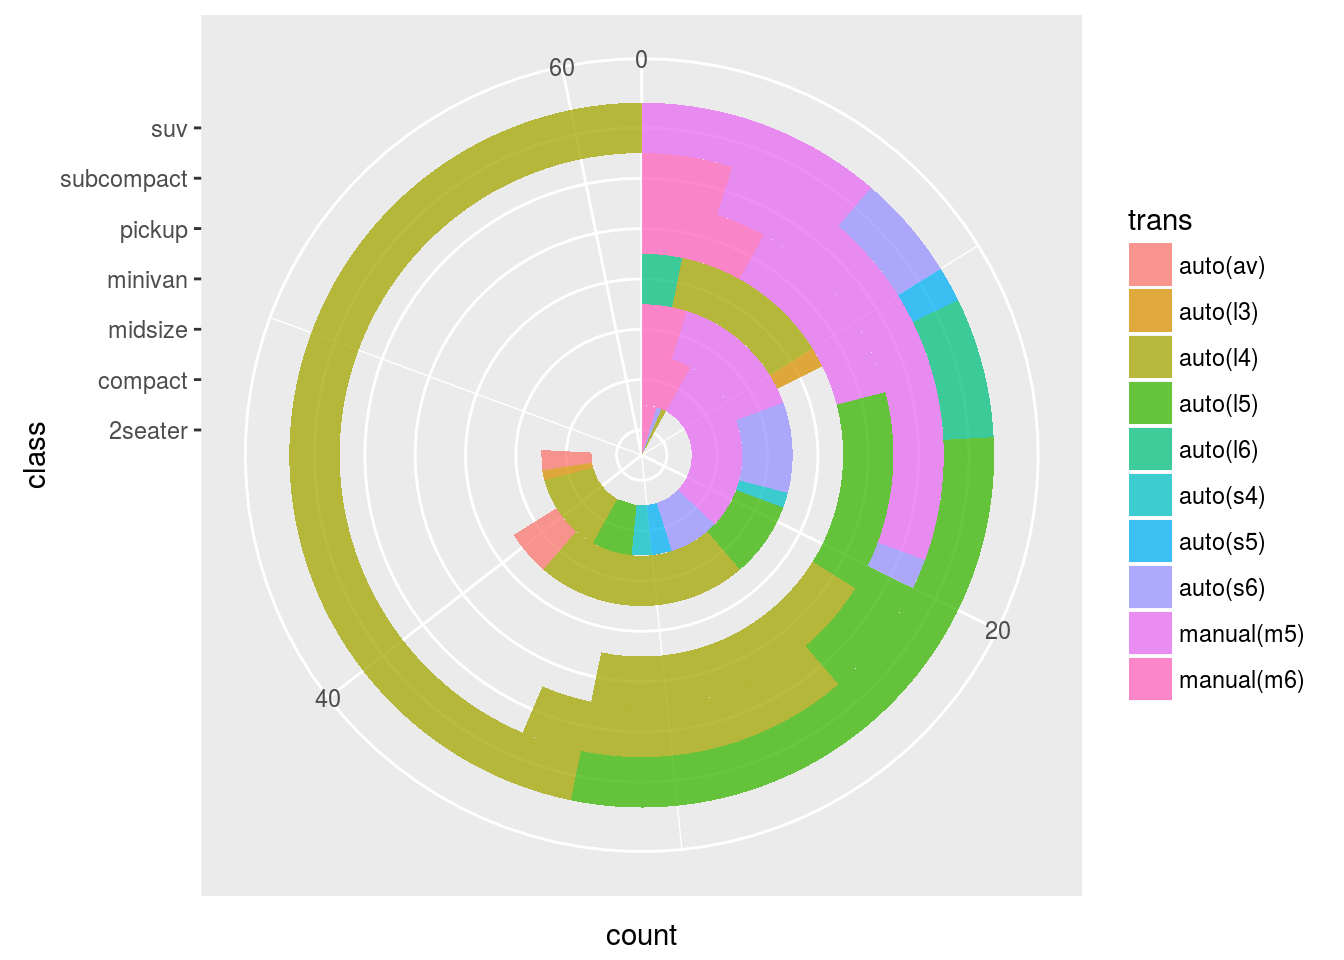 0
60
20
40
suv
subcompact
pickup
minivan
midsize
compact
2seater
class
count
trans
auto(av)
auto(l3)
auto(l4)
auto(l5)
auto(l6)
auto(s4)
auto(s5)
auto(s6)
manual(m5)
manual(m6)